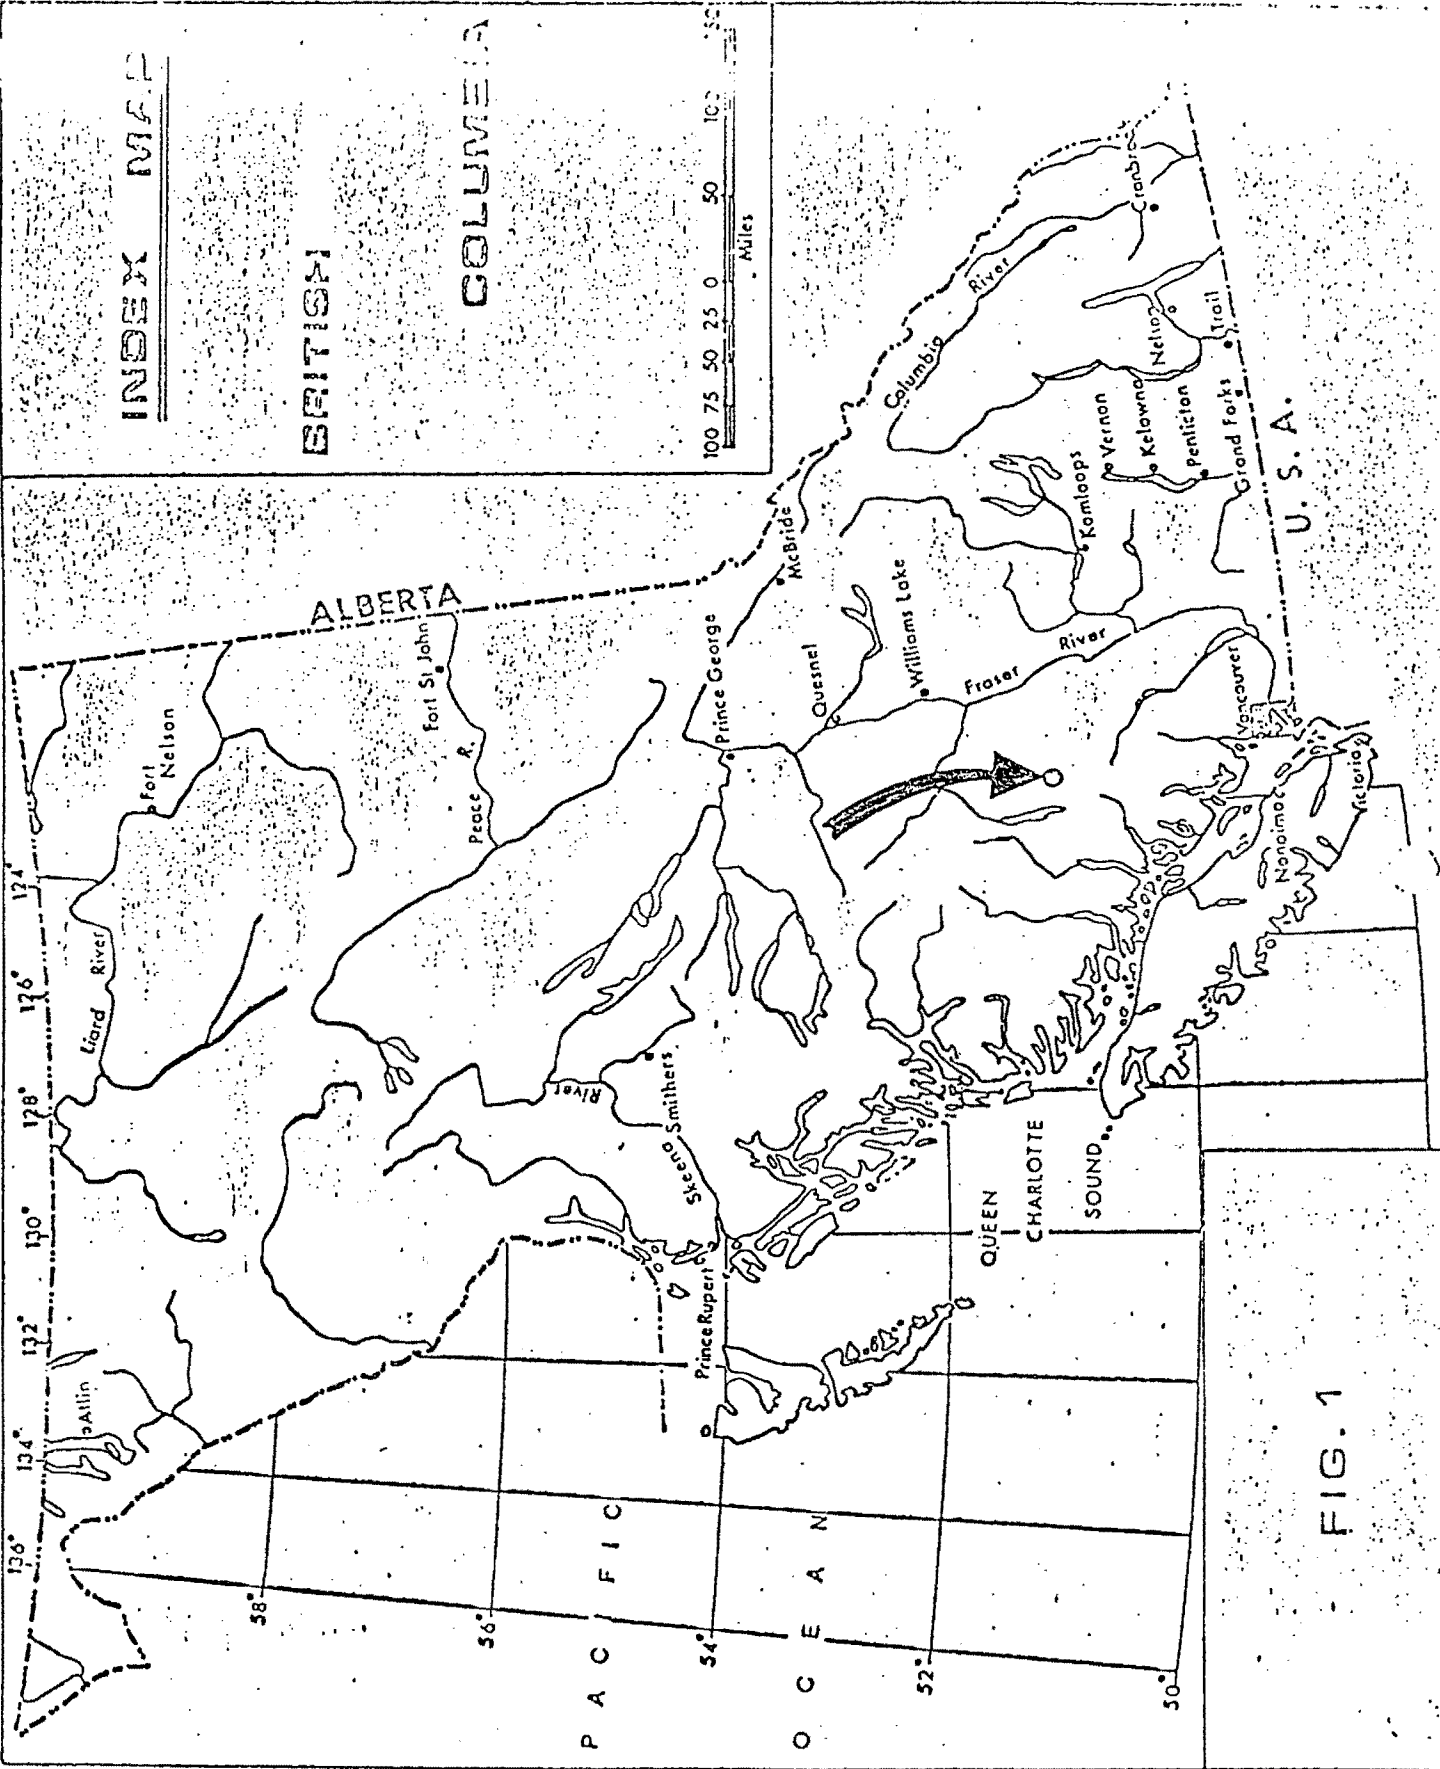 INDEX MAP
BRITISH
COLUMBIA
100 75 50 25 0 50 100 150
Miles
136°
134°
132°
130°
128°
126°
124°
58°
56°
54°
52°
50°
ALBERTA
Atlin
Liard River
Fort
Nelson
Fort St John
Peace R.
Skeena River
Smithers
Prince Rupert
Prince George
McBride
Quesnel
Williams Lake
Fraser River
Columbia River
Kamloops
Vernon
Kelowna
Penticton
Grand Forks
Nelson
Trail
Cranbrook
Vancouver
Nanaimo
Victoria
U. S. A.
QUEEN
CHARLOTTE
SOUND
PACIFIC
OCEAN
FIG. 1